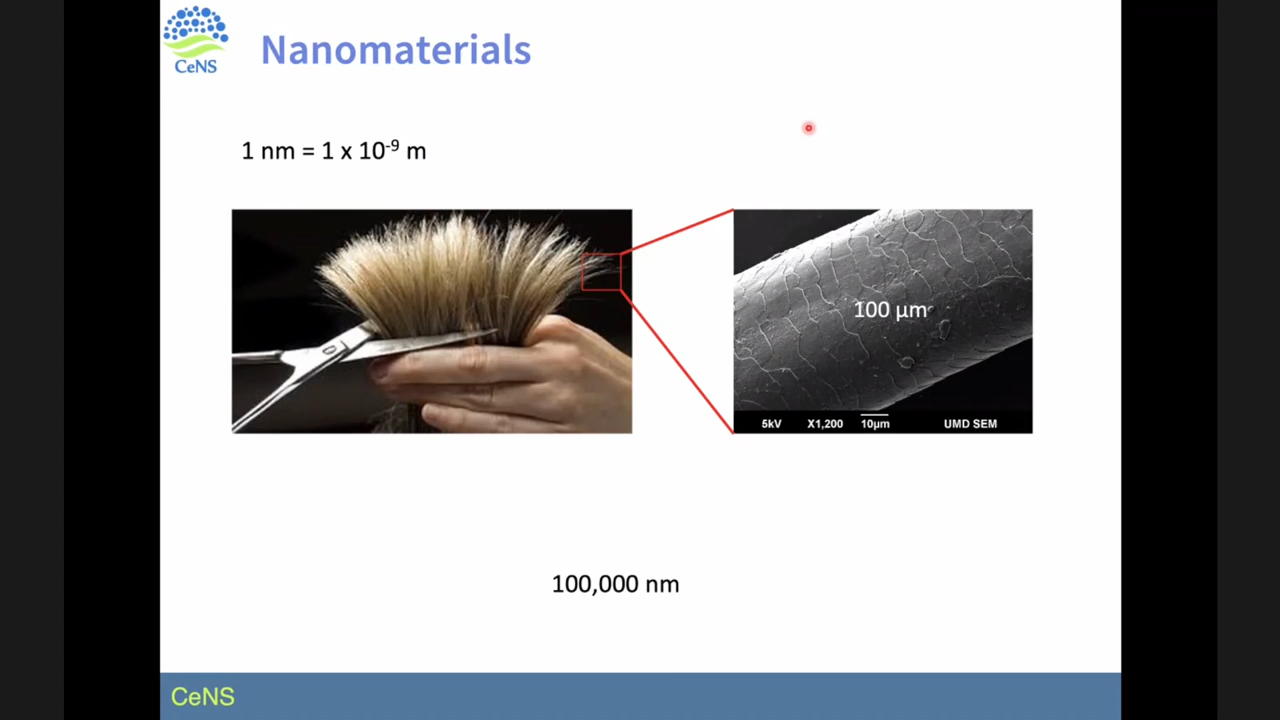 CeNS
Nanomaterials
1 nm = 1 x 10⁻⁹ m
100 µm
5kV X1,200 10µm UMD SEM
100,000 nm
CeNS